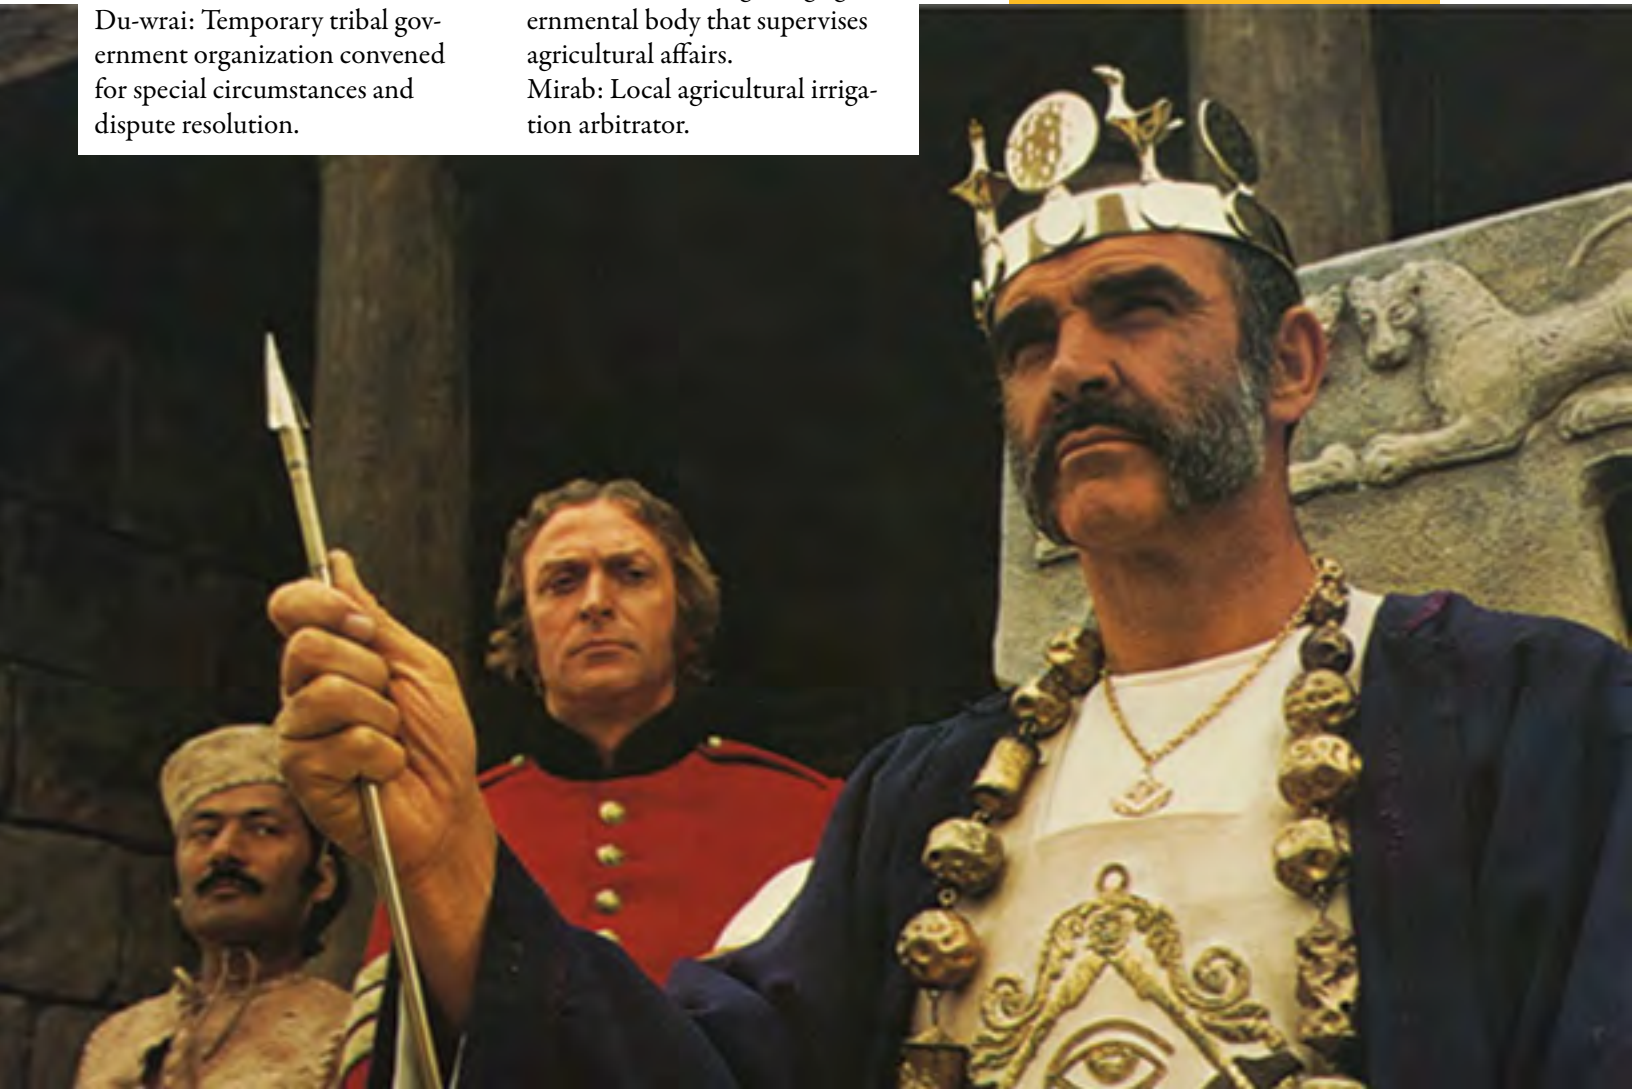 Du-wrai: Temporary tribal gov-
ernment organization convened
for special circumstances and
dispute resolution.
ernmental body that supervises
agricultural affairs.
Mirab: Local agricultural irriga-
tion arbitrator.